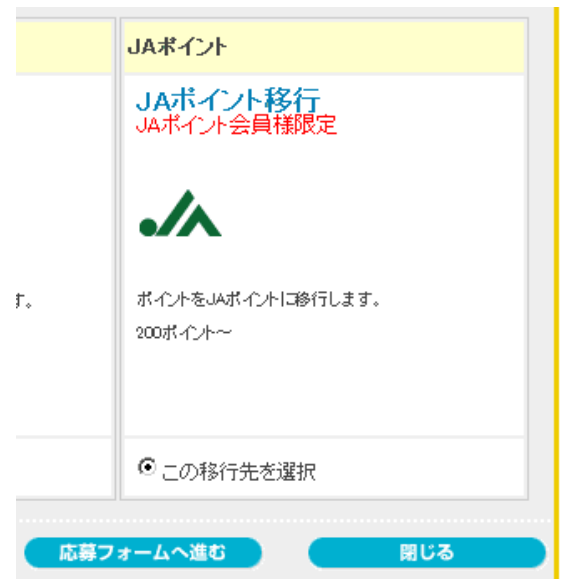 JAポイント
JAポイント移行
JAポイント会員様限定
す。
ポイントをJAポイントに移行します。
200ポイント～
この移行先を選択
応募フォームへ進む
閉じる